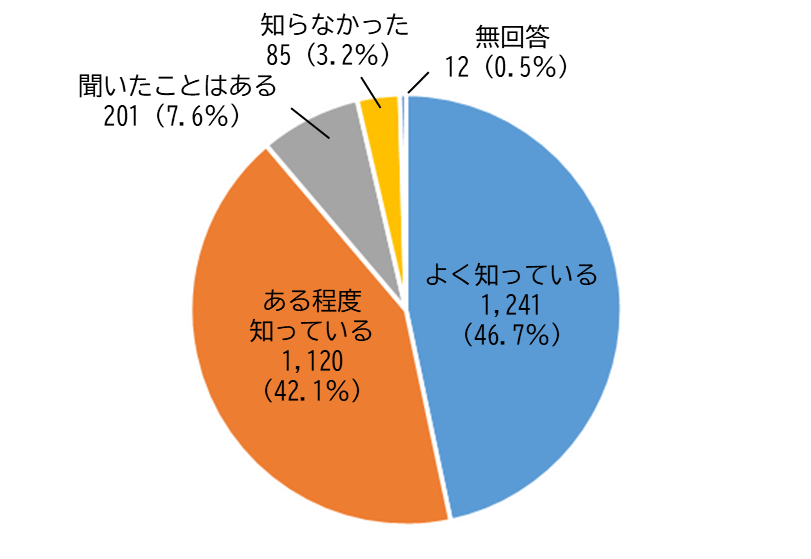 知らなかった
85（3.2％）
無回答
12（0.5％）
聞いたことはある
201（7.6％）
よく知っている
1,241
（46.7％）
ある程度
知っている
1,120
（42.1％）